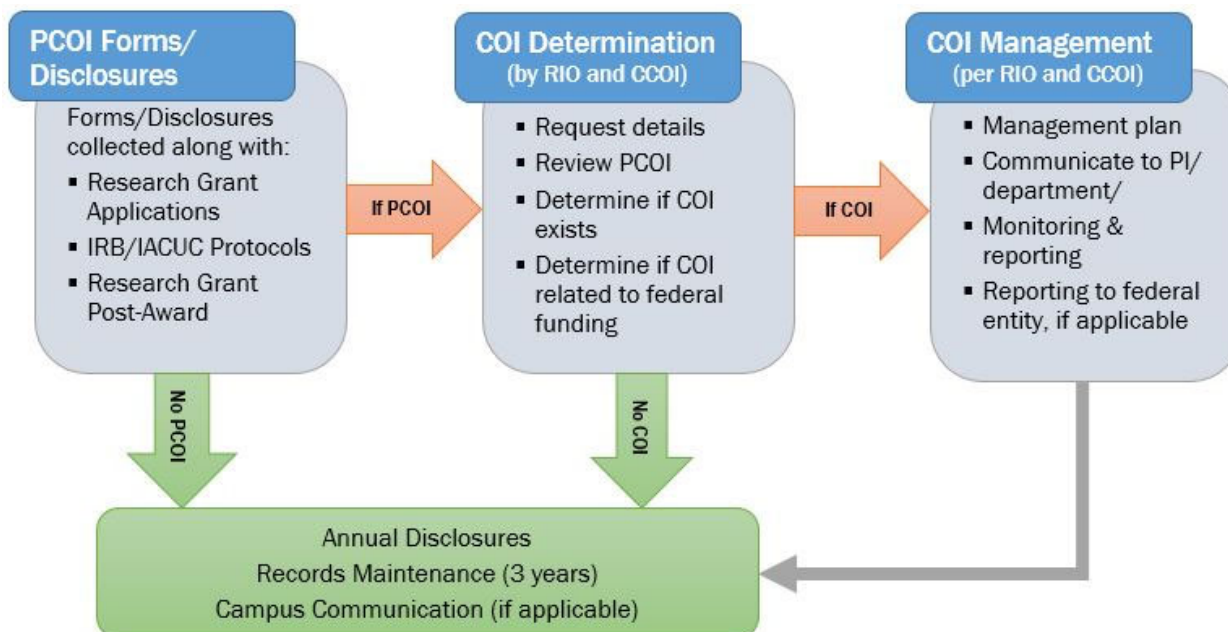 PCOI Forms/
Disclosures
Forms/Disclosures
collected along with:
▪ Research Grant
Applications
▪ IRB/IACUC Protocols
▪ Research Grant
Post-Award
If PCOI
COI Determination
(by RIO and CCOI)
▪ Request details
▪ Review PCOI
▪ Determine if COI
exists
▪ Determine if COI
related to federal
funding
If COI
COI Management
(per RIO and CCOI)
▪ Management plan
▪ Communicate to PI/
department/
▪ Monitoring &
reporting
▪ Reporting to federal
entity, if applicable
No PCOI
No COI
Annual Disclosures
Records Maintenance (3 years)
Campus Communication (if applicable)